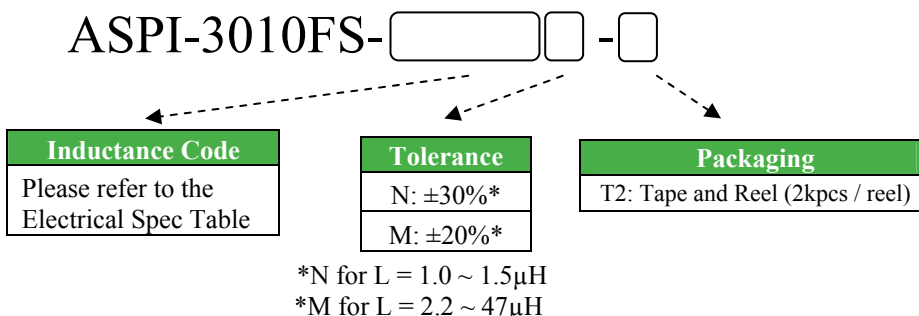 ASPI-3010FS- -
Inductance Code
Please refer to the
Electrical Spec Table
Tolerance
N: ±30%*
M: ±20%*
*N for L = 1.0 ~ 1.5µH
*M for L = 2.2 ~ 47µH
Packaging
T2: Tape and Reel (2kpcs / reel)